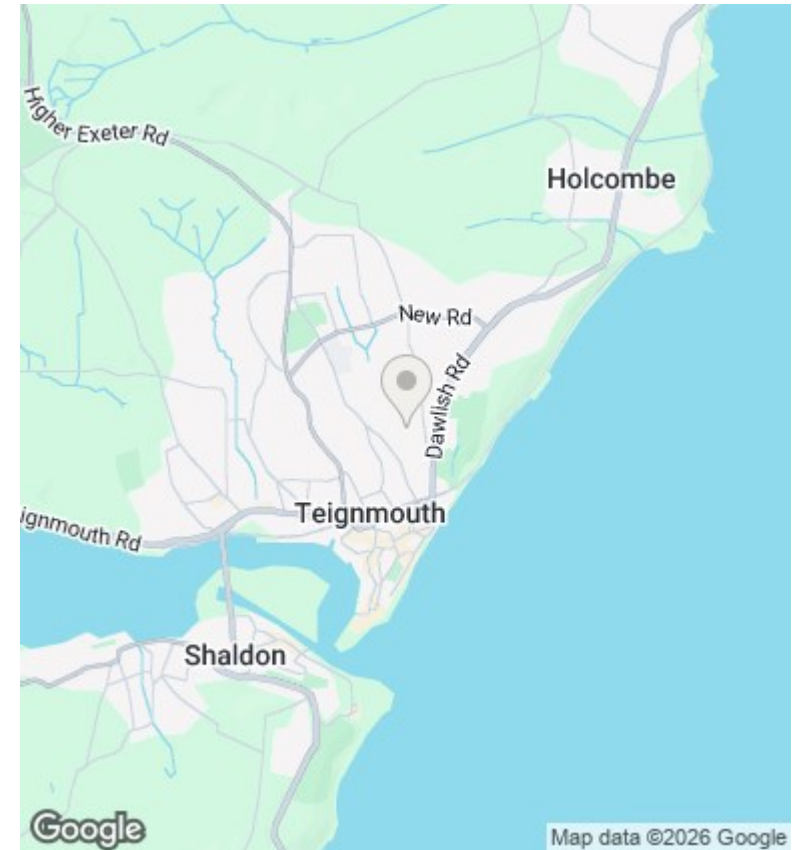 Higher Exeter Rd
Holcombe
New Rd
Dawlish Rd
Teignmouth
ignmouth Rd
Shaldon
Google
Map data ©2026 Google